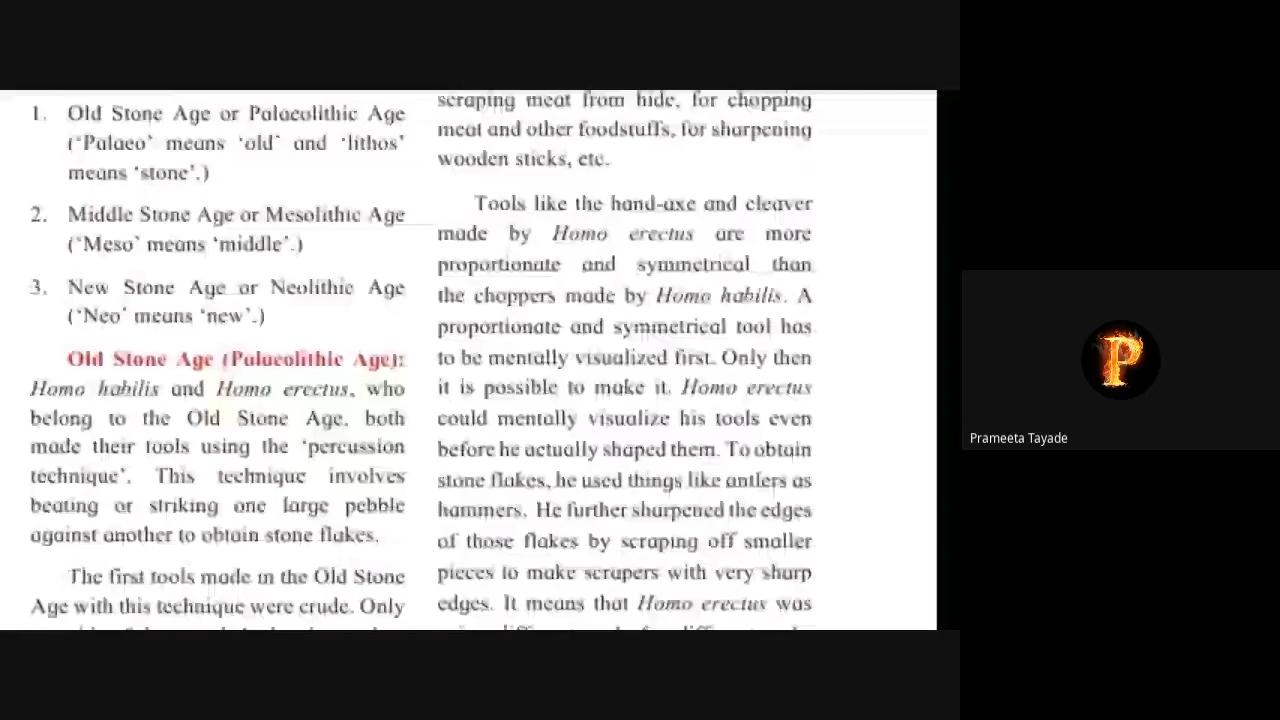 1. Old Stone Age or Palaeolithic Age
('Palaeo' means 'old' and 'lithos'
means 'stone'.)
2. Middle Stone Age or Mesolithic Age
('Meso' means 'middle'.)
3. New Stone Age or Neolithic Age
('Neo' means 'new'.)
Old Stone Age (Palaeolithic Age):
Homo habilis and Homo erectus, who
belong to the Old Stone Age, both
made their tools using the 'percussion
technique'. This technique involves
beating or striking one large pebble
against another to obtain stone flakes.
The first tools made in the Old Stone
Age with this technique were crude. Only
scraping meat from hide, for chopping
meat and other foodstuffs, for sharpening
wooden sticks, etc.
Tools like the hand-axe and cleaver
made by Homo erectus are more
proportionate and symmetrical than
the choppers made by Homo habilis. A
proportionate and symmetrical tool has
to be mentally visualized first. Only then
it is possible to make it. Homo erectus
could mentally visualize his tools even
before he actually shaped them. To obtain
stone flakes, he used things like antlers as
hammers. He further sharpened the edges
of those flakes by scraping off smaller
pieces to make scrapers with very sharp
edges. It means that Homo erectus was
P
Prameeta Tayade